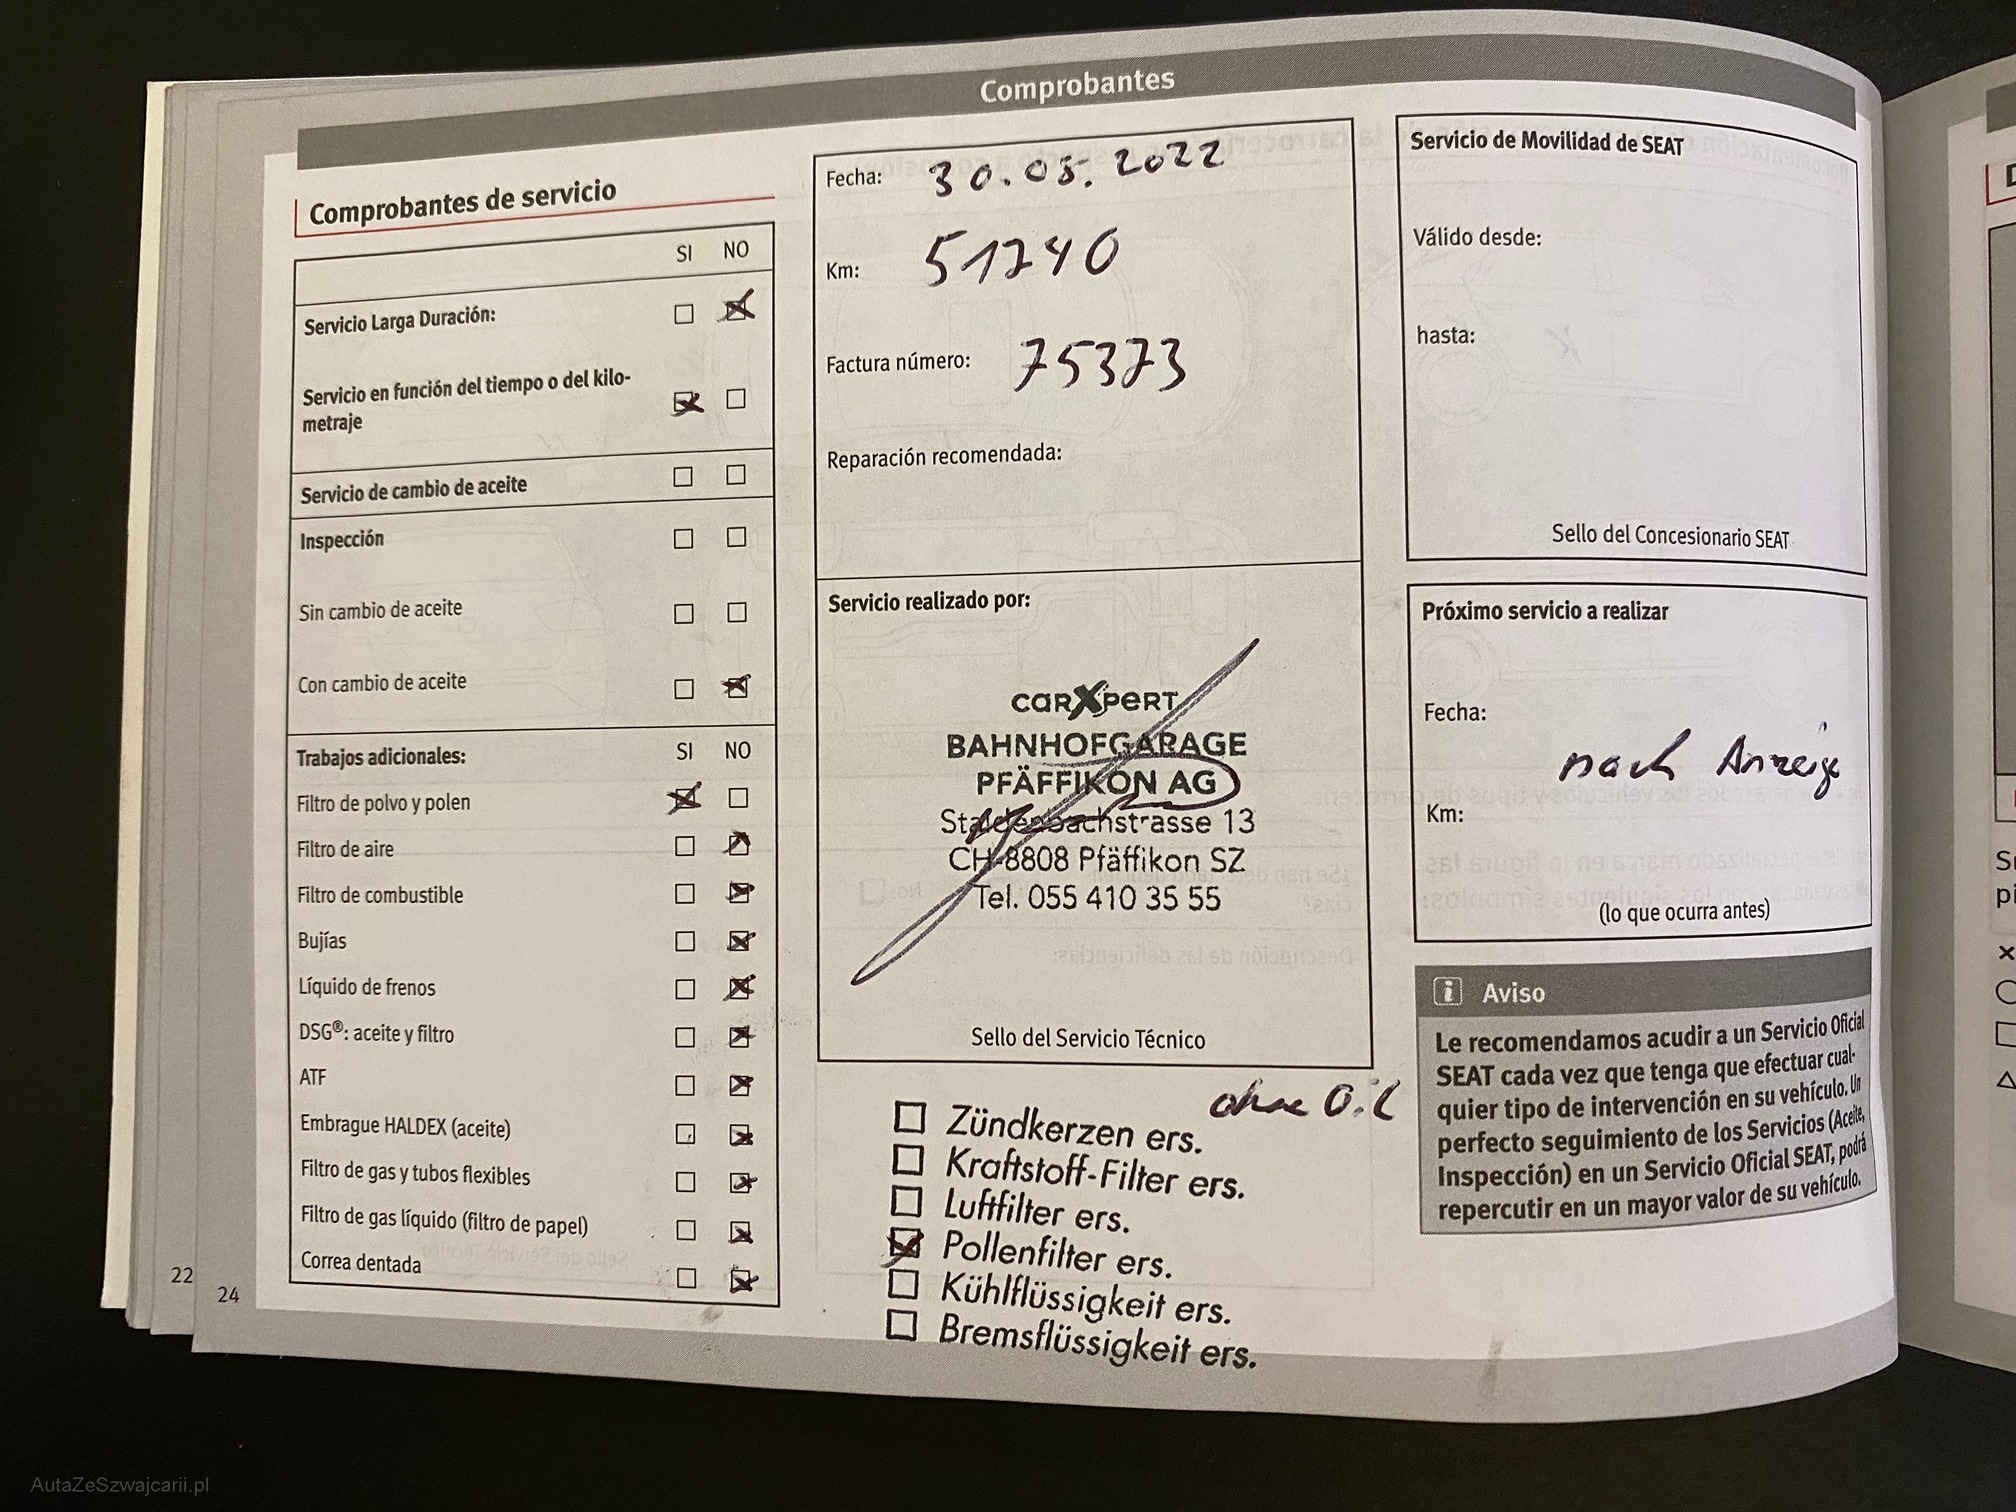 Comprobantes
Comprobantes de servicio
SI NO
Servicio Larga Duración:
Servicio en función del tiempo o del kilo-
metraje
Servicio de cambio de aceite
Inspección
Sin cambio de aceite
Con cambio de aceite
Trabajos adicionales: SI NO
Filtro de polvo y polen
Filtro de aire
Filtro de combustible
Bujías
Líquido de frenos
DSG®: aceite y filtro
ATF
Embrague HALDEX (aceite)
Filtro de gas y tubos flexibles
Filtro de gas líquido (filtro de papel)
Correa dentada
22
24
Fecha: 30.05.2022
Km: 51740
Factura número: 75373
Reparación recomendada:
Servicio realizado por:
carXpert
BAHNHOFGARAGE
PFÄFFIKON AG
Staldenbachstrasse 13
CH-8808 Pfäffikon SZ
Tel. 055 410 35 55
Sello del Servicio Técnico
ohne Oil
Zündkerzen ers.
Kraftstoff-Filter ers.
Luftfilter ers.
Pollenfilter ers.
Kühlflüssigkeit ers.
Bremsflüssigkeit ers.
Servicio de Movilidad de SEAT
Válido desde:
hasta:
Sello del Concesionario SEAT
Próximo servicio a realizar
Fecha:
nach Anzeige
Km:
(lo que ocurra antes)
i Aviso
Le recomendamos acudir a un Servicio Oficial
SEAT cada vez que tenga que efectuar cual-
quier tipo de intervención en su vehículo. Un
perfecto seguimiento de los Servicios (Aceite,
Inspección) en un Servicio Oficial SEAT, podrá
repercutir en un mayor valor de su vehículo.
AutaZeSzwajcarii.pl